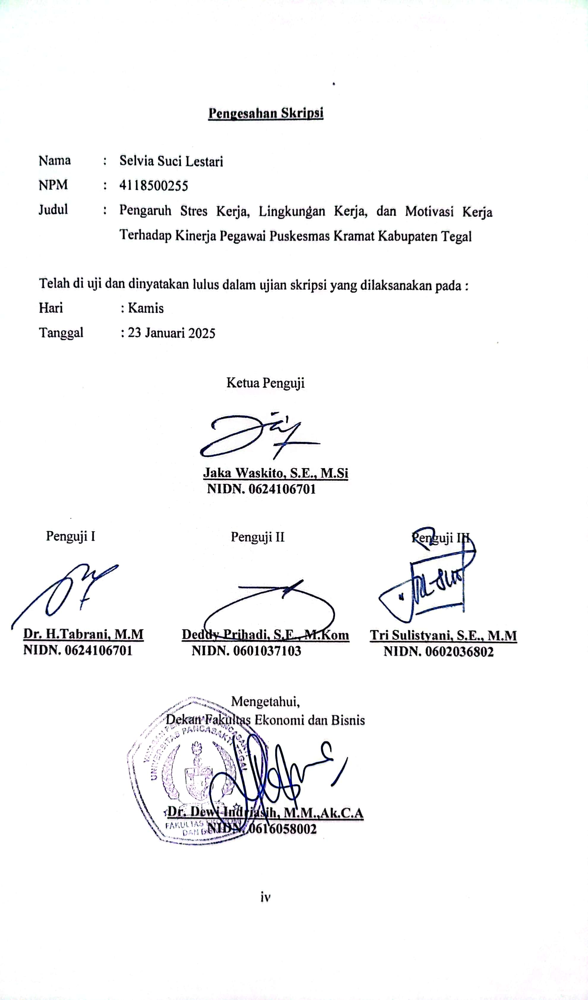 Pengesahan Skripsi
Nama : Selvia Suci Lestari
NPM : 4118500255
Judul : Pengaruh Stres Kerja, Lingkungan Kerja, dan Motivasi Kerja
Terhadap Kinerja Pegawai Puskesmas Kramat Kabupaten Tegal
Telah di uji dan dinyatakan lulus dalam ujian skripsi yang dilaksanakan pada :
Hari : Kamis
Tanggal : 23 Januari 2025
Ketua Penguji
Jaka Waskito, S.E., M.Si
NIDN. 0624106701
Penguji I Penguji II Penguji III
Dr. H.Tabrani, M.M Deddy Prihadi, S.E., M.Kom Tri Sulistyani, S.E., M.M
NIDN. 0624106701 NIDN. 0601037103 NIDN. 0602036802
Mengetahui,
Dekan Fakultas Ekonomi dan Bisnis
UNIVERSITAS PANCASAKTI TEGAL
Dr. Dewi Indriasih, M.M.,Ak.C.A
FAKULTAS
NIDN. 0616058002
DAN
iv